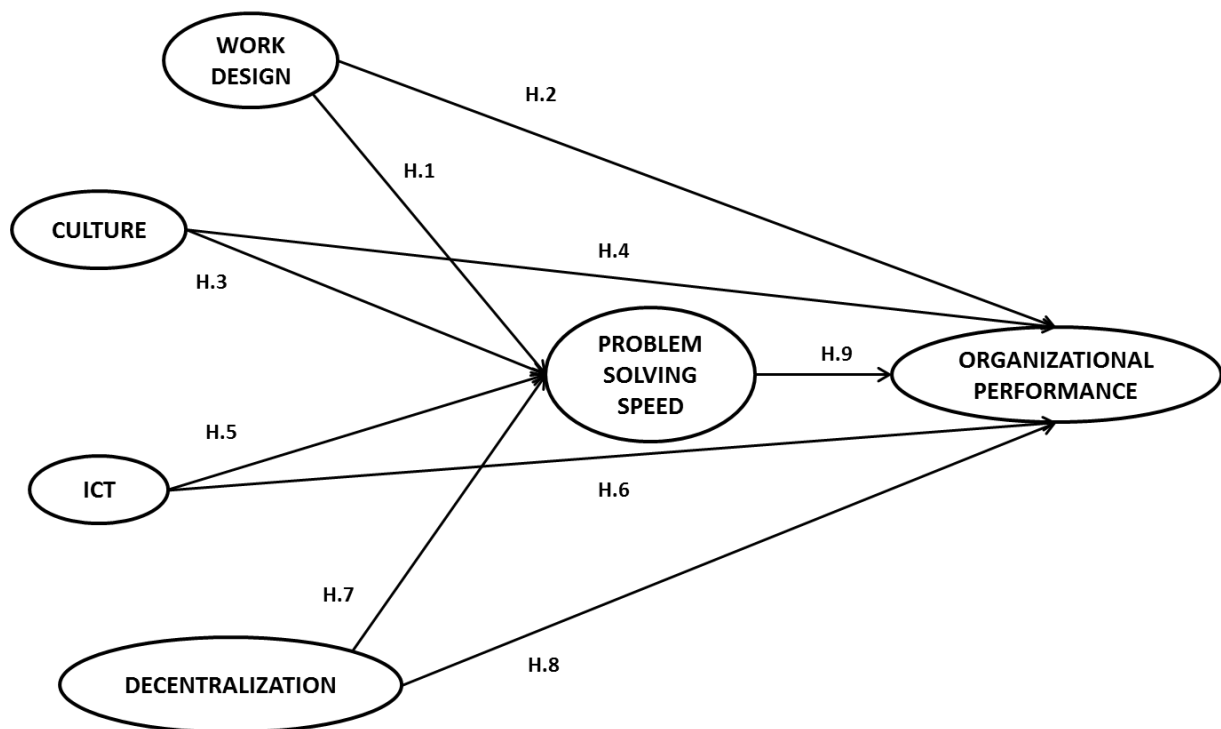 WORK
DESIGN
H.2
H.1
CULTURE
H.4
H.3
PROBLEM
SOLVING
SPEED
H.9
ORGANIZATIONAL
PERFORMANCE
H.5
ICT
H.6
H.7
H.8
DECENTRALIZATION